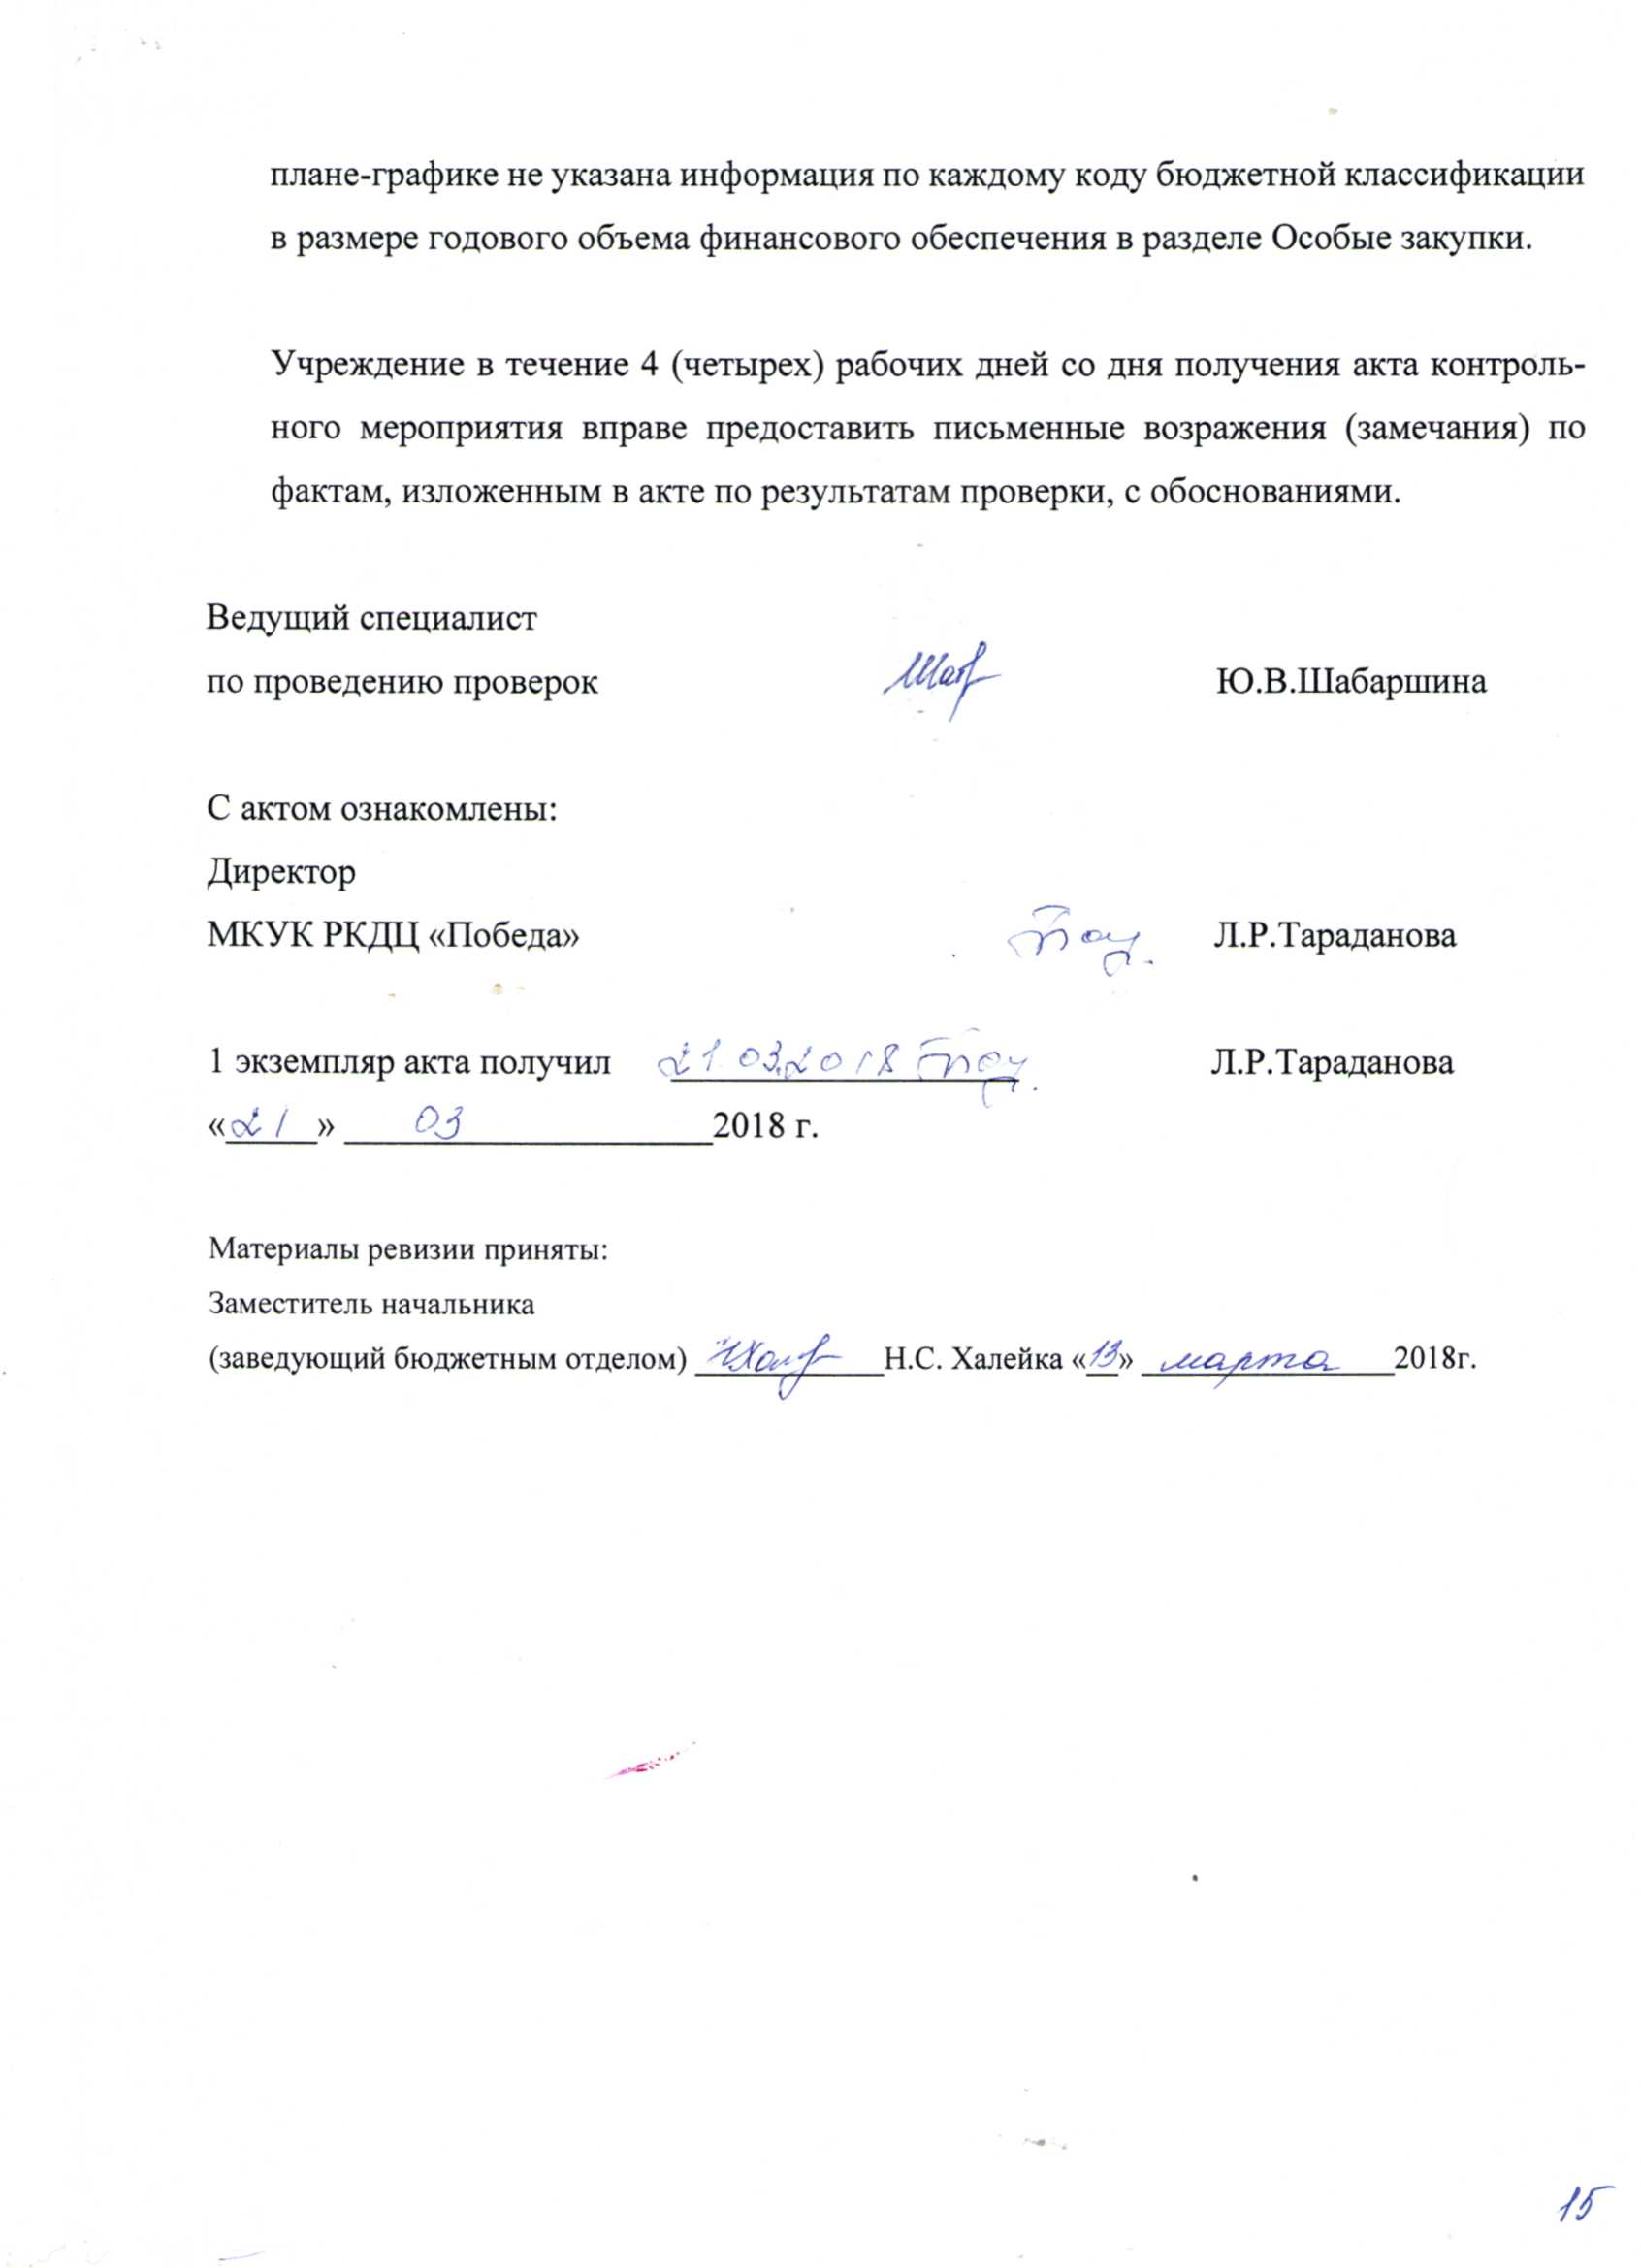 плане-графике не указана информация по каждому коду бюджетной классификации
в размере годового объема финансового обеспечения в разделе Особые закупки.
Учреждение в течение 4 (четырех) рабочих дней со дня получения акта контроль-
ного мероприятия вправе предоставить письменные возражения (замечания) по
фактам, изложенным в акте по результатам проверки, с обоснованиями.
Ведущий специалист
по проведению проверок Ю.В.Шабаршина
С актом ознакомлены:
Директор
МКУК РКДЦ «Победа» Л.Р.Тараданова
1 экземпляр акта получил 21.03.2018 Л.Р.Тараданова
«21» 03 2018 г.
Материалы ревизии приняты:
Заместитель начальника
(заведующий бюджетным отделом) Н.С. Халейка «13» марта 2018г.
15